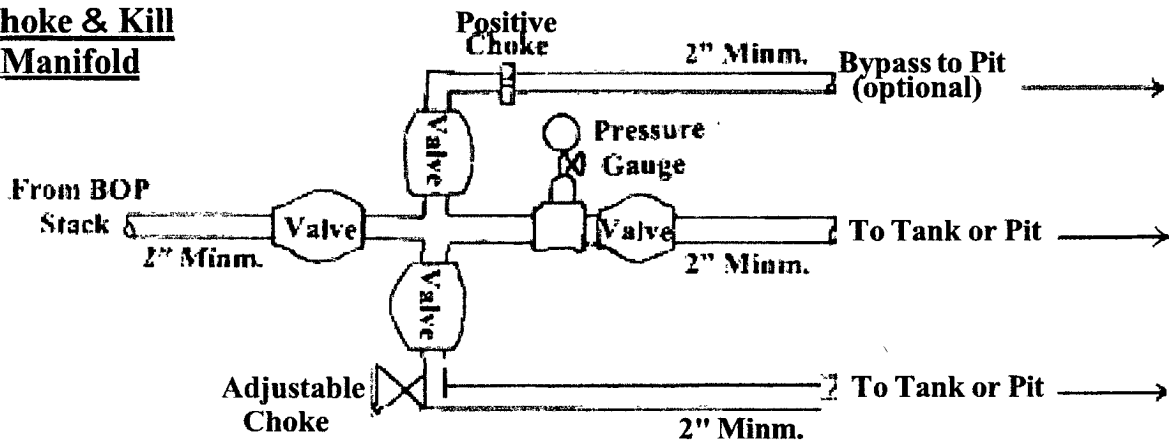 hoke & Kill
Manifold
Positive
Choke
2" Minm.
Bypass to Pit
(optional)
Valve
Pressure
Gauge
From BOP
Stack
Valve
Valve
To Tank or Pit
2" Minm.
2" Minm.
Valve
Adjustable
Choke
To Tank or Pit
2" Minm.